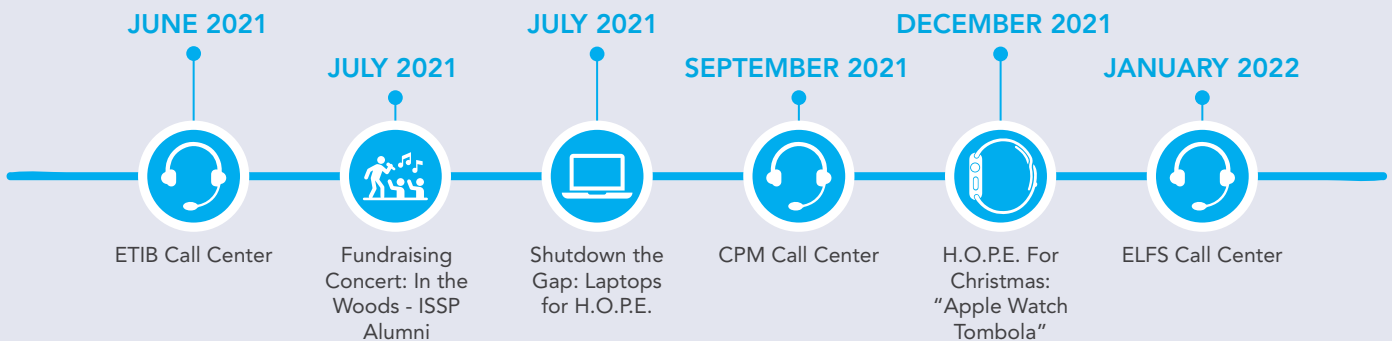 JUNE 2021
ETIB Call Center
JULY 2021
Fundraising
Concert: In the
Woods - ISSP
Alumni
JULY 2021
Shutdown the
Gap: Laptops
for H.O.P.E.
SEPTEMBER 2021
CPM Call Center
DECEMBER 2021
H.O.P.E. For
Christmas:
“Apple Watch
Tombola”
JANUARY 2022
ELFS Call Center